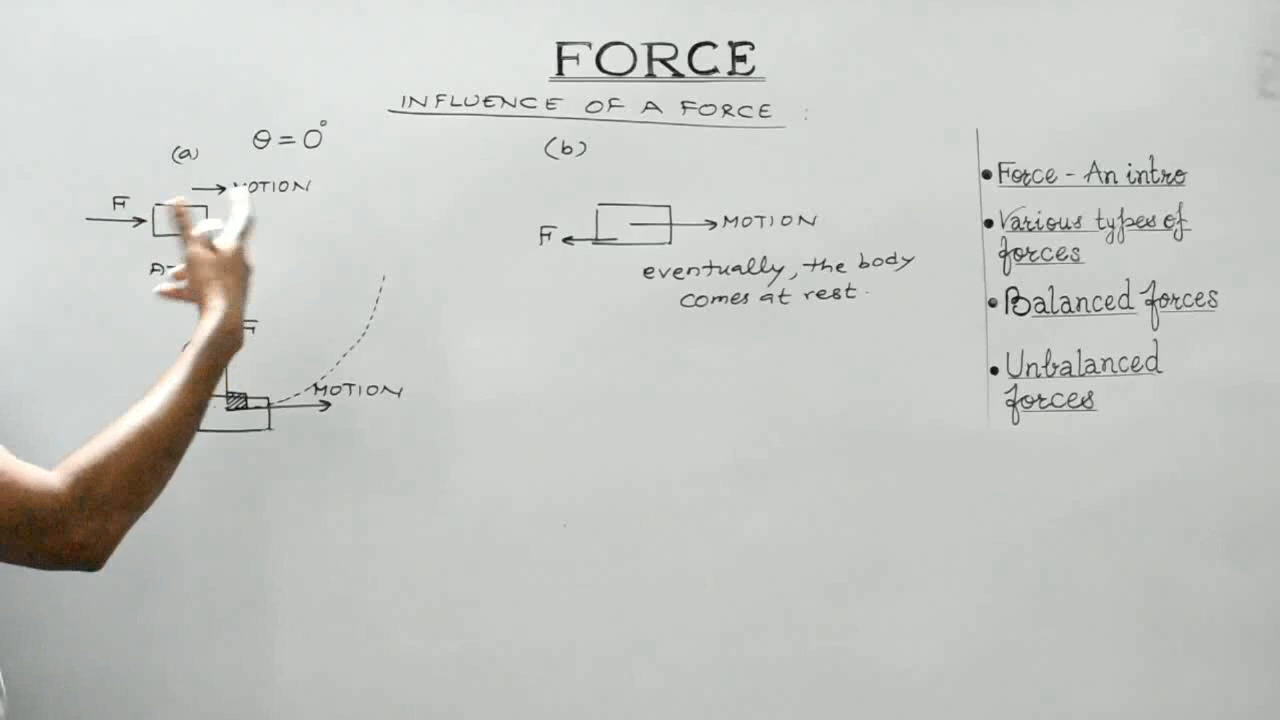 FORCE
INFLUENCE OF A FORCE :
(a) θ = 0°
MOTION
F
(b)
MOTION
F
eventually, the body
comes at rest.
F
MOTION
• Force - An intro
• Various types of
forces
• Balanced forces
• Unbalanced
forces